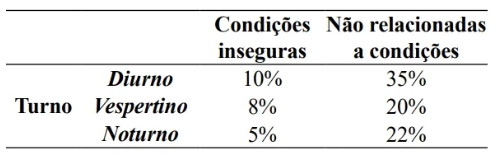 Condições Não relacionadas
inseguras a condições
Diurno 10% 35%
Turno Vespertino 8% 20%
Noturno 5% 22%